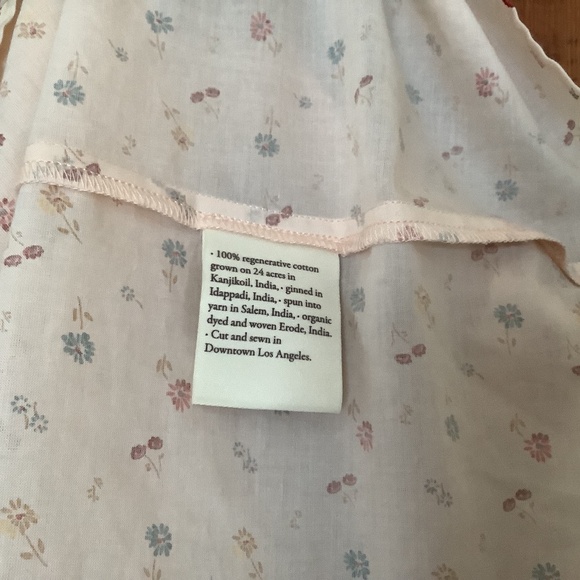 · 100% regenerative cotton
grown on 24 acres in
Kanjikoil, India, · ginned in
Idappadi, India, · spun into
yarn in Salem, India, · organic
dyed and woven Erode, India.
· Cut and sewn in
Downtown Los Angeles.